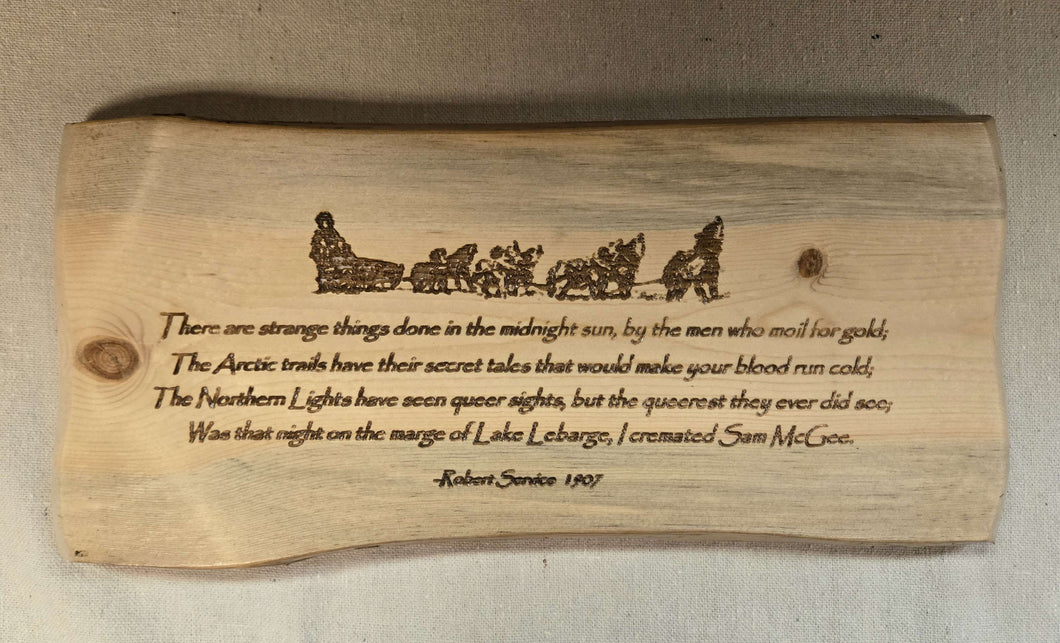 There are strange things done in the midnight sun, by the men who moil for gold;
The Arctic trails have their secret tales that would make your blood run cold;
The Northern Lights have seen queer sights, but the queerest they ever did see;
Was that night on the marge of Lake Lebarge, I cremated Sam McGee.
-Robert Service 1907